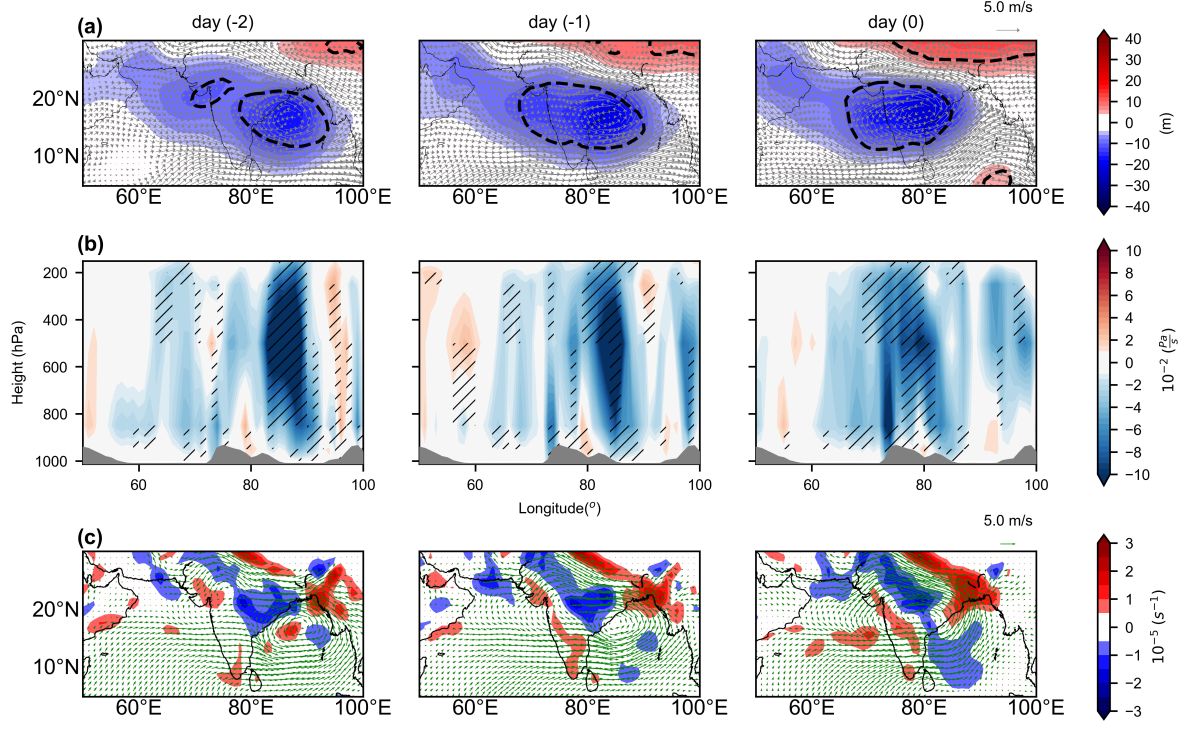 5.0 m/s
(a) day (-2) day (-1) day (0)
20°N
10°N
60°E 80°E 100°E 60°E 80°E 100°E 60°E 80°E 100°E
40
30
20
10
4
0
−4
−10
−20
−30
−40
(m)
(b)
Height (hPa)
200
400
600
800
1000
60 80 100 60 80 100 60 80 100
Longitude(°)
10
8
6
4
2
0
−2
−4
−6
−8
−10
10⁻² (Pa/s)
5.0 m/s
(c)
20°N
10°N
60°E 80°E 100°E 60°E 80°E 100°E 60°E 80°E 100°E
3
2
1
0
−1
−2
−3
10⁻⁵ (s⁻¹)